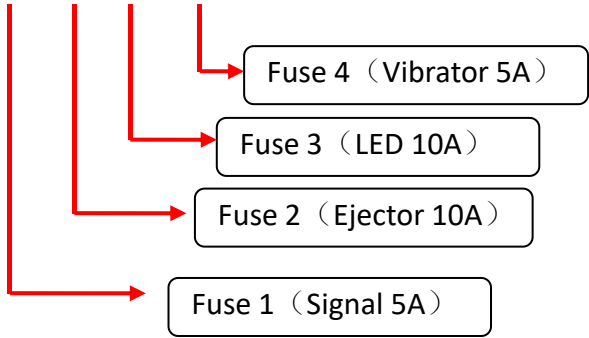 Fuse 4（Vibrator 5A）
Fuse 3（LED 10A）
Fuse 2（Ejector 10A）
Fuse 1（Signal 5A）